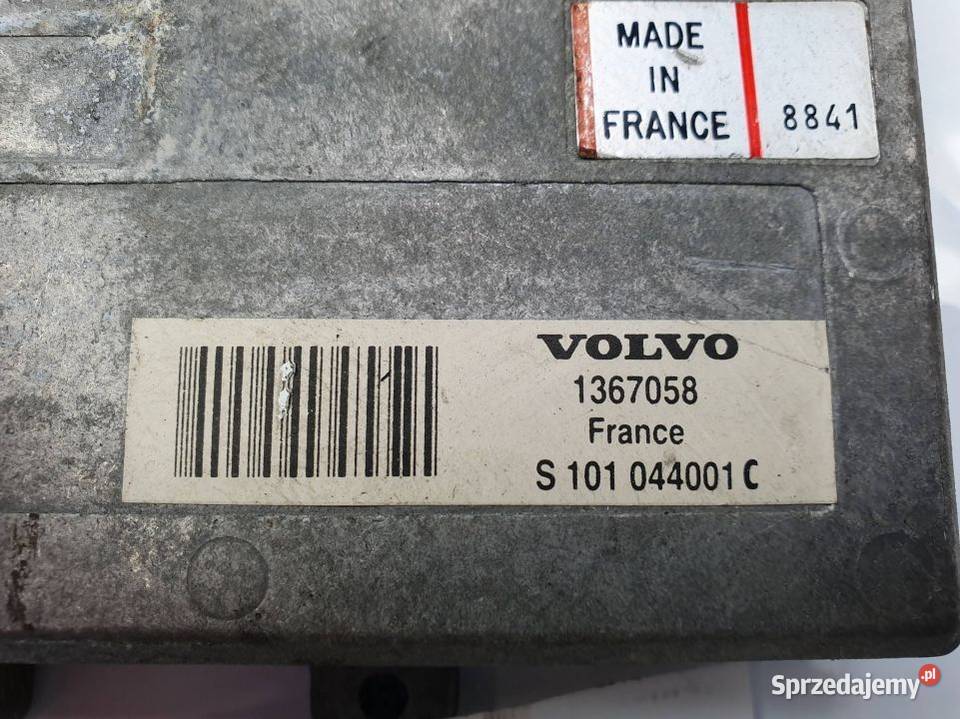 MADE
IN
FRANCE
8841
VOLVO
1367058
France
S 101 044001 C
Sprzedajemy.pl